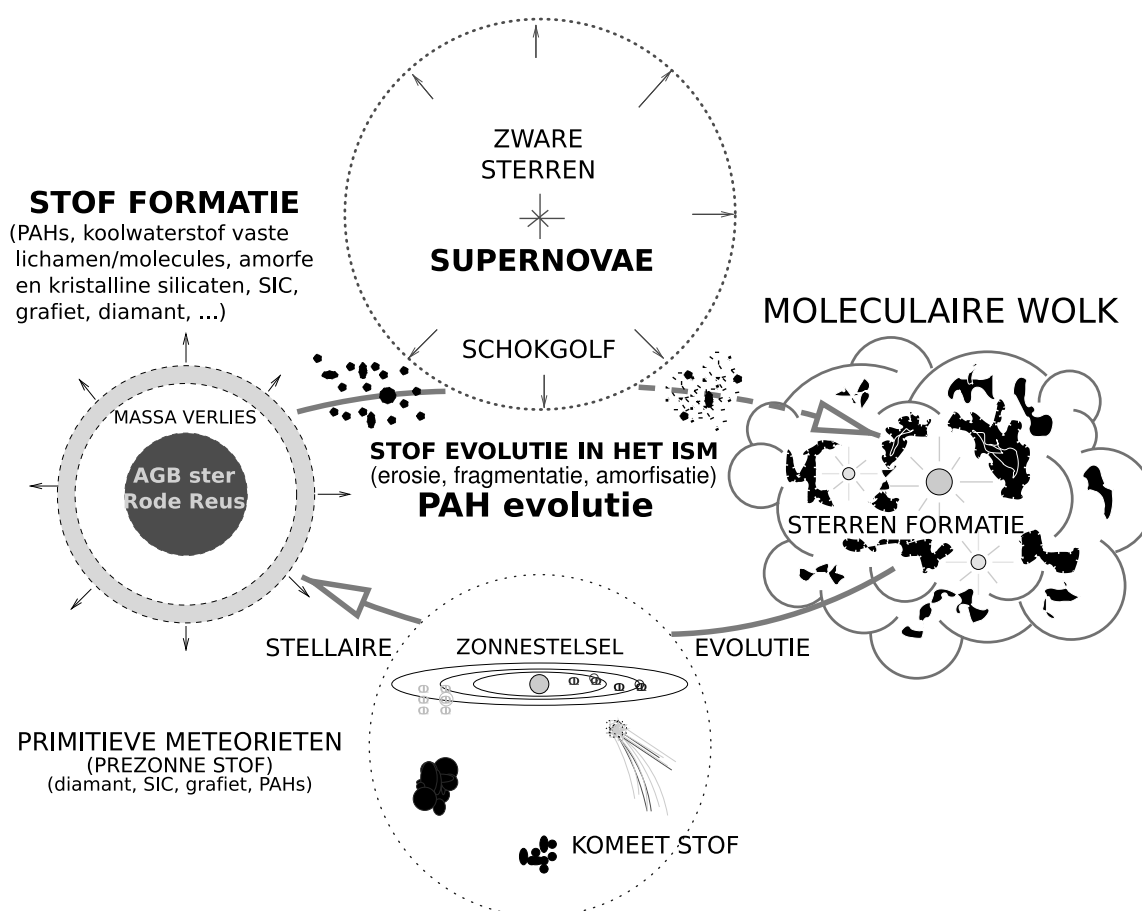 ZWARE
STERREN
SUPERNOVAE
SCHOKGOLF
STOF FORMATIE
(PAHs, koolwaterstof vaste
lichamen/molecules, amorfe
en kristalline silicaten, SIC,
grafiet, diamant, ...)
MASSA VERLIES
AGB ster
Rode Reus
STOF EVOLUTIE IN HET ISM
(erosie, fragmentatie, amorfisatie)
PAH evolutie
MOLECULAIRE WOLK
STERREN FORMATIE
STELLAIRE
ZONNESTELSEL
EVOLUTIE
PRIMITIEVE METEORIETEN
(PREZONNE STOF)
(diamant, SIC, grafiet, PAHs)
KOMEET STOF